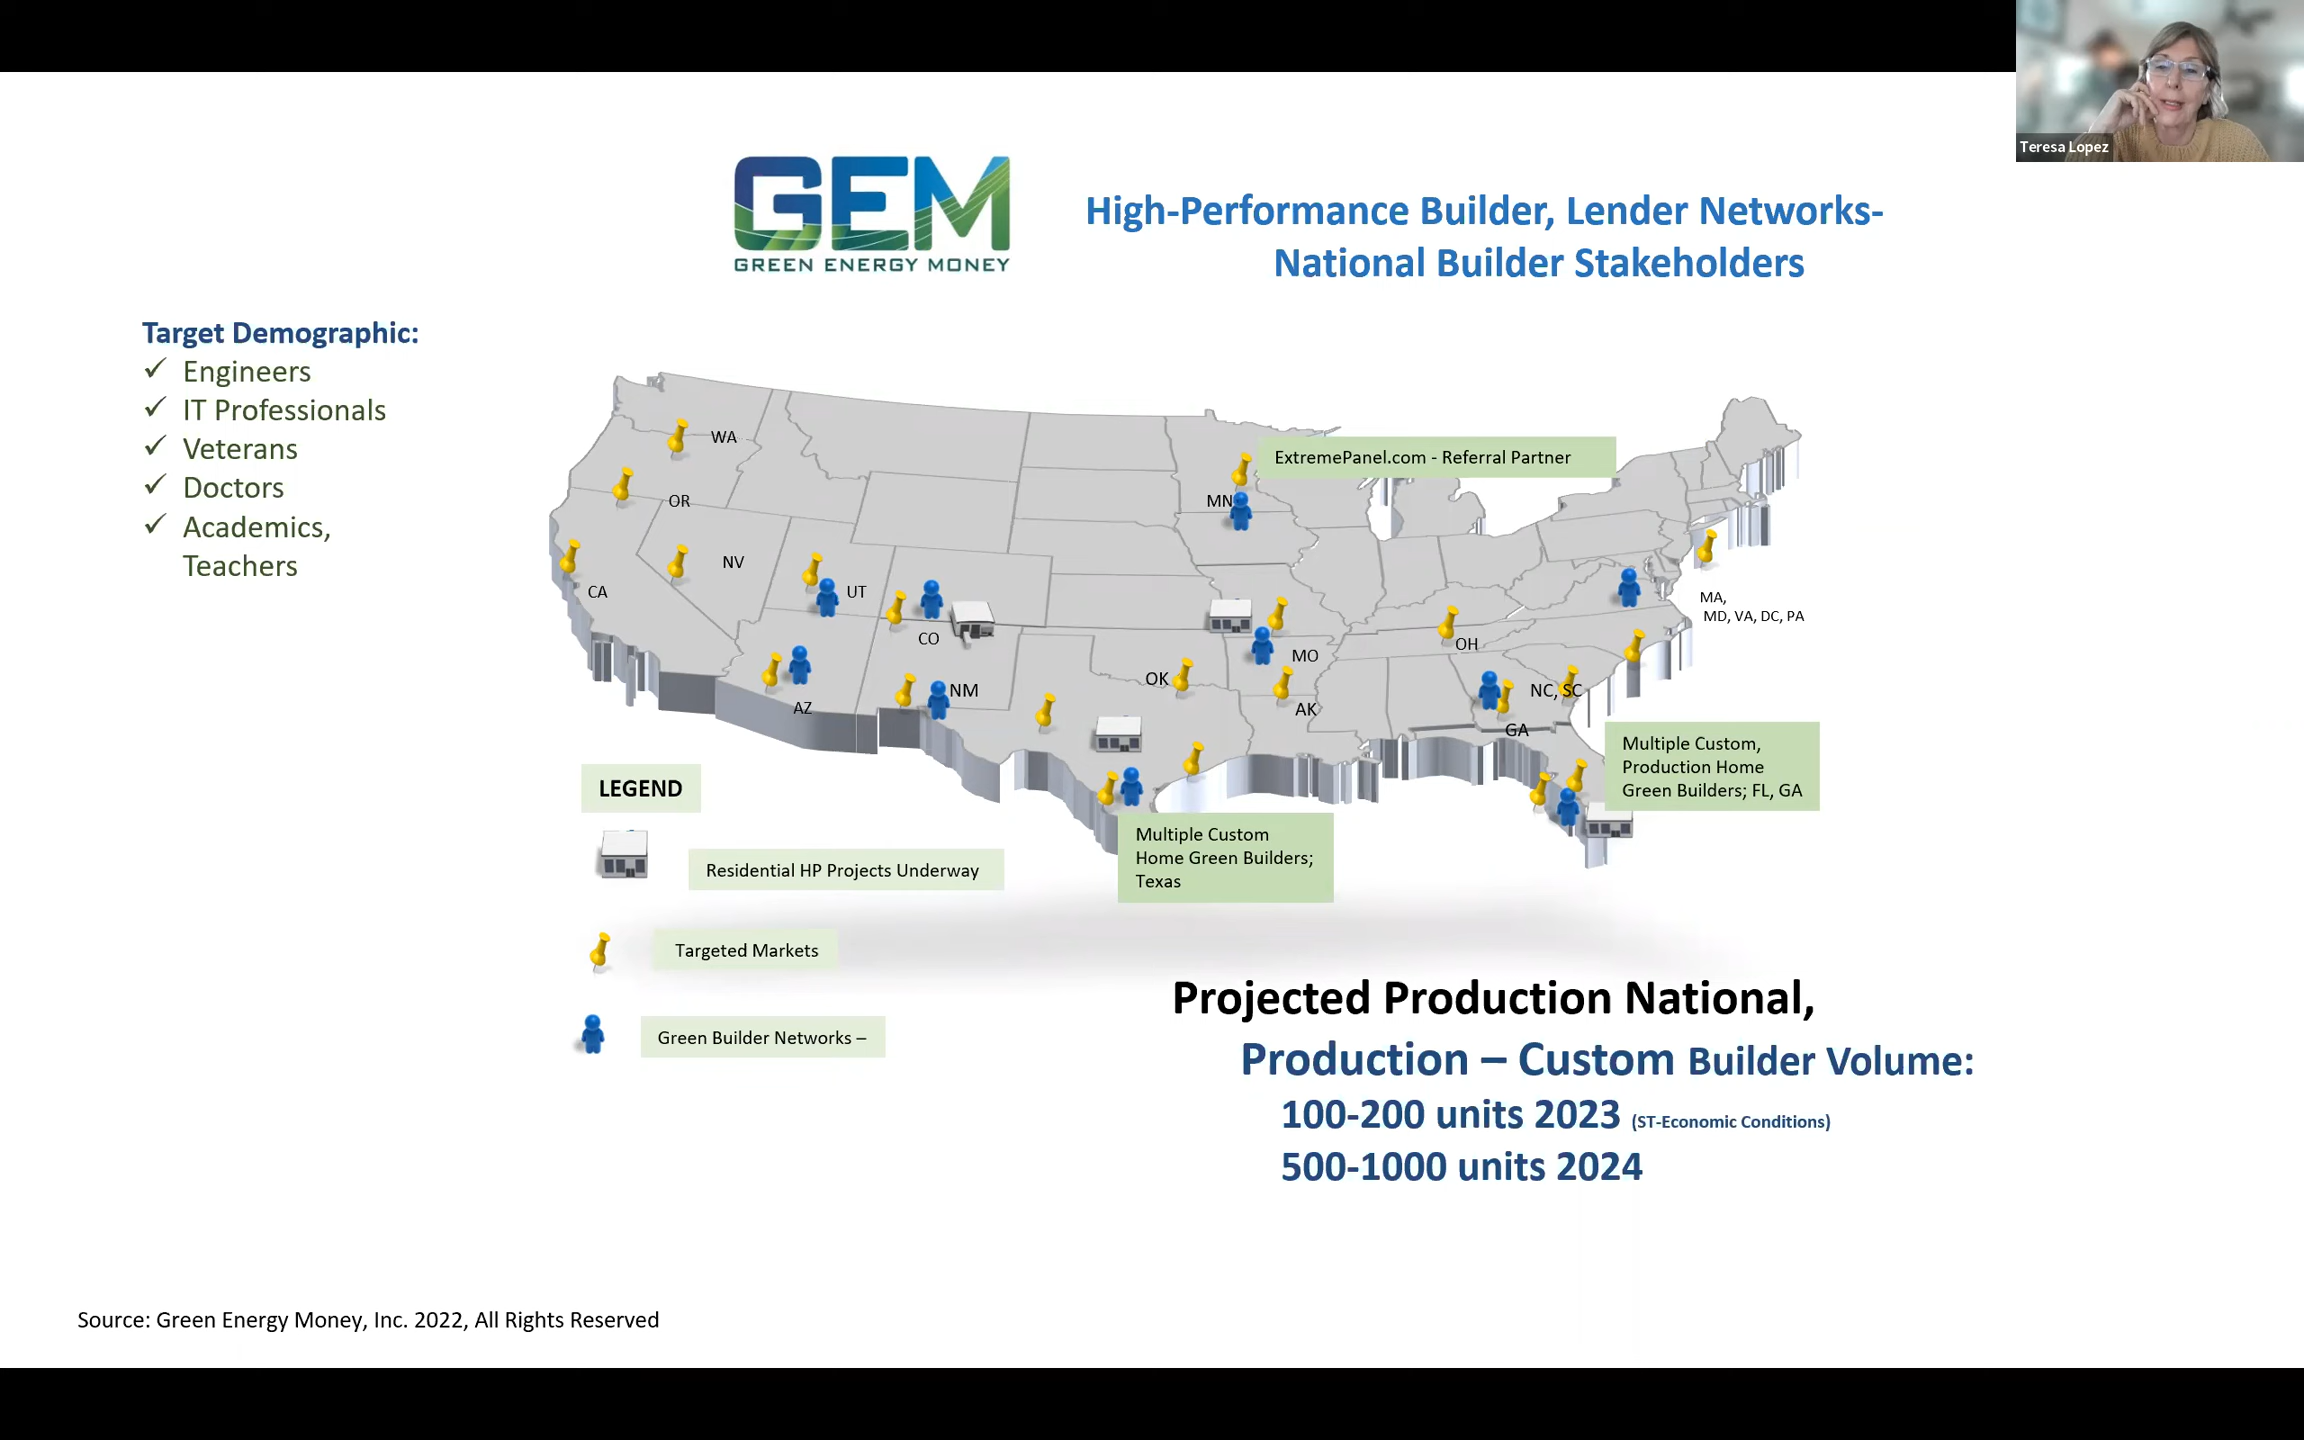 Teresa Lopez
GEM
GREEN ENERGY MONEY
High-Performance Builder, Lender Networks-
National Builder Stakeholders
Target Demographic:
✓ Engineers
✓ IT Professionals
✓ Veterans
✓ Doctors
✓ Academics,
Teachers
WA
OR
NV
CA
UT
CO
AZ
NM
ExtremePanel.com - Referral Partner
MN
MO
OK
AK
OH
NC, SC
GA
MA,
MD, VA, DC, PA
Multiple Custom,
Production Home
Green Builders; FL, GA
Multiple Custom
Home Green Builders;
Texas
LEGEND
Residential HP Projects Underway
Targeted Markets
Green Builder Networks –
Projected Production National,
Production – Custom Builder Volume:
100-200 units 2023 (ST-Economic Conditions)
500-1000 units 2024
Source: Green Energy Money, Inc. 2022, All Rights Reserved